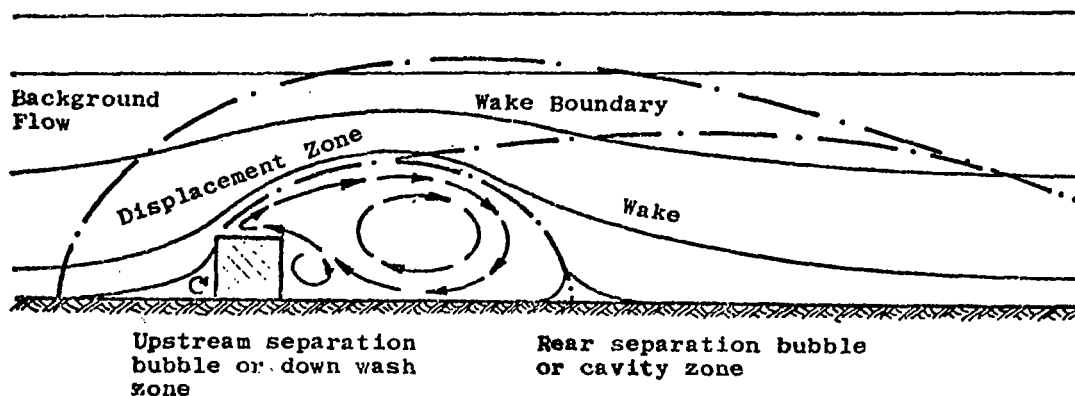 Background
Flow
Wake Boundary
Displacement Zone
Wake
Upstream separation
bubble or down wash
zone
Rear separation bubble
or cavity zone